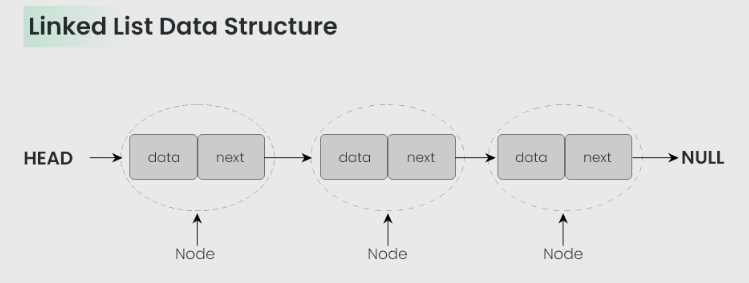 Linked List Data Structure
HEAD data next data next data next NULL
Node Node Node